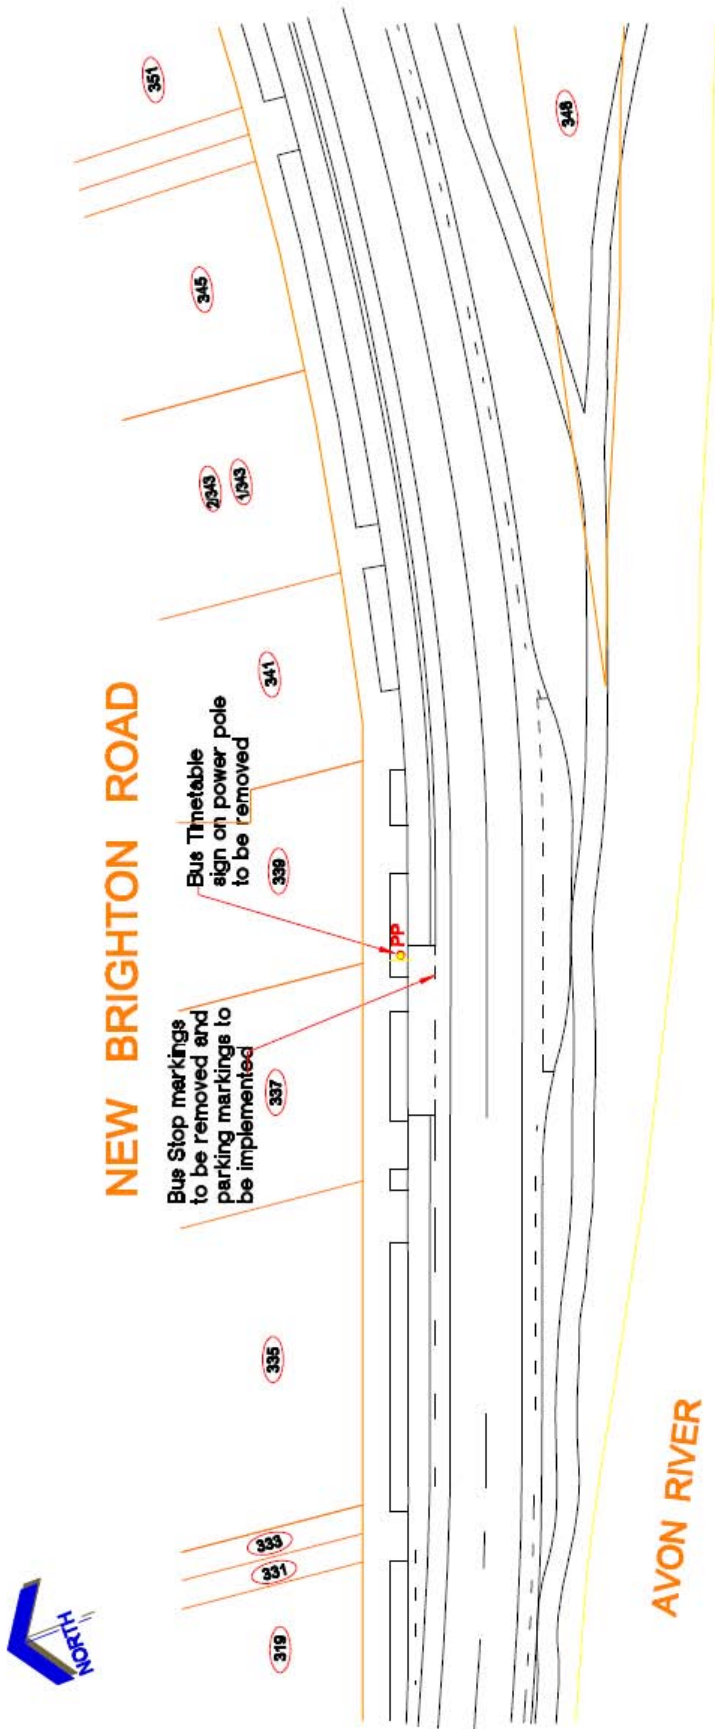 NEW BRIGHTON ROAD
Bus Stop markings
to be removed and
parking markings to
be implemented
Bus Timetable
sign on power pole
to be removed
PP
319
331
333
335
337
339
341
2/343
1/343
345
351
348
AVON RIVER
NORTH